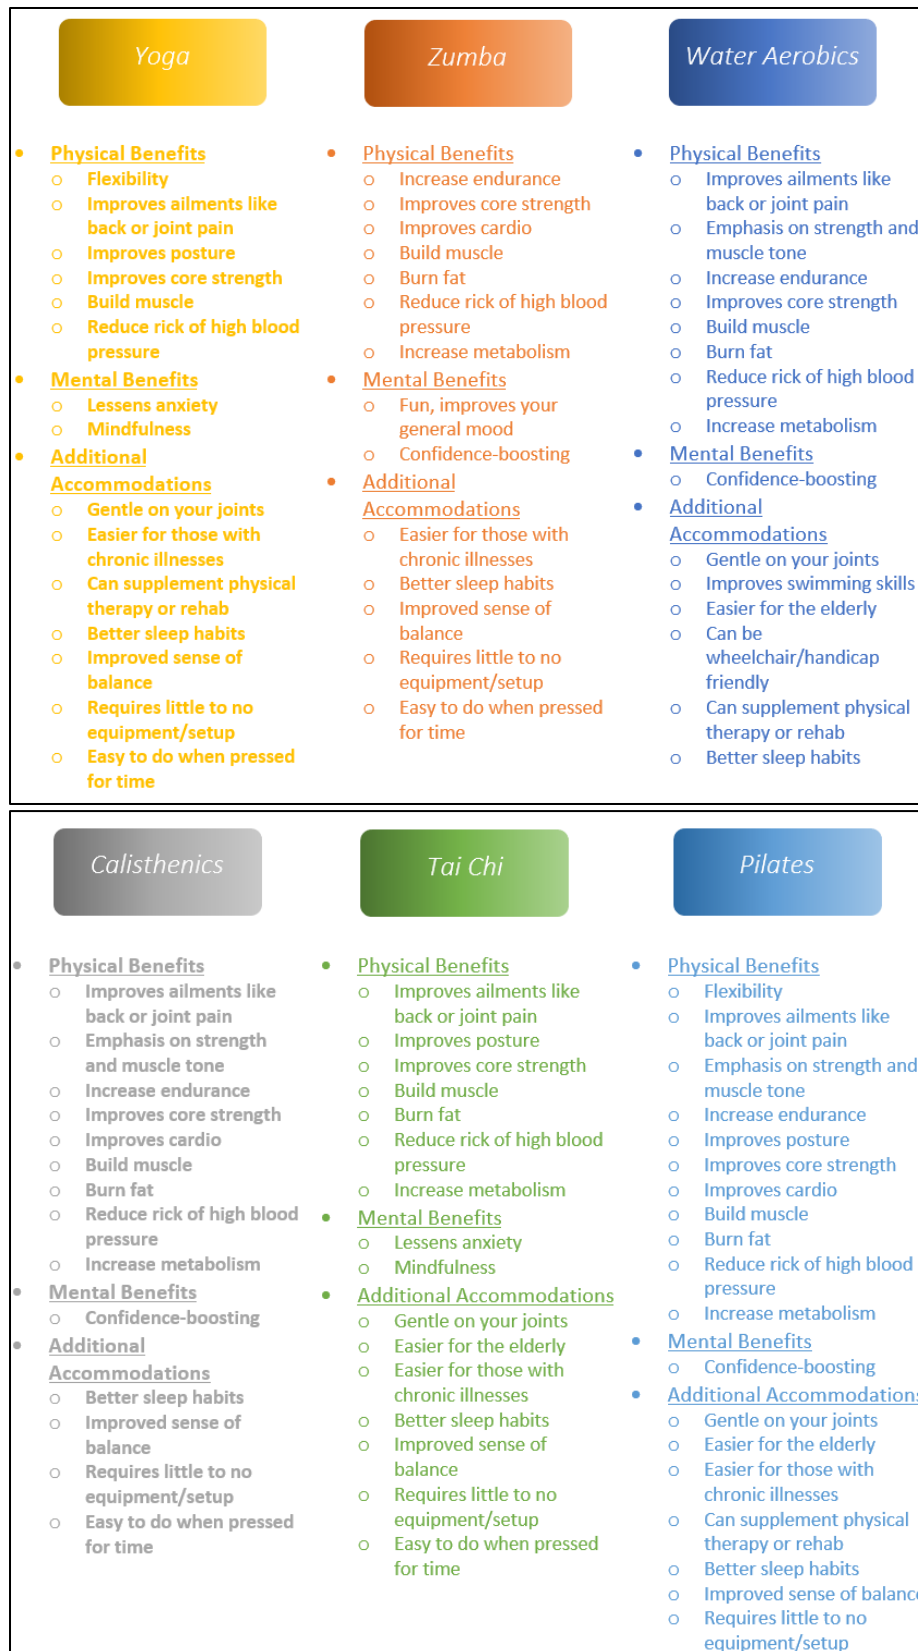 Yoga
Physical Benefits
Flexibility
Improves ailments like
back or joint pain
Improves posture
Improves core strength
Build muscle
Reduce rick of high blood
pressure
Mental Benefits
Lessens anxiety
Mindfulness
Additional
Accommodations
Gentle on your joints
Easier for those with
chronic illnesses
Can supplement physical
therapy or rehab
Better sleep habits
Improved sense of
balance
Requires little to no
equipment/setup
Easy to do when pressed
for time
Zumba
Physical Benefits
Increase endurance
Improves core strength
Improves cardio
Build muscle
Burn fat
Reduce rick of high blood
pressure
Increase metabolism
Mental Benefits
Fun, improves your
general mood
Confidence-boosting
Additional
Accommodations
Easier for those with
chronic illnesses
Better sleep habits
Improved sense of
balance
Requires little to no
equipment/setup
Easy to do when pressed
for time
Water Aerobics
Physical Benefits
Improves ailments like
back or joint pain
Emphasis on strength and
muscle tone
Increase endurance
Improves core strength
Build muscle
Burn fat
Reduce rick of high blood
pressure
Increase metabolism
Mental Benefits
Confidence-boosting
Additional
Accommodations
Gentle on your joints
Improves swimming skills
Easier for the elderly
Can be
wheelchair/handicap
friendly
Can supplement physical
therapy or rehab
Better sleep habits
Calisthenics
Physical Benefits
Improves ailments like
back or joint pain
Emphasis on strength
and muscle tone
Increase endurance
Improves core strength
Improves cardio
Build muscle
Burn fat
Reduce rick of high blood
pressure
Increase metabolism
Mental Benefits
Confidence-boosting
Additional
Accommodations
Better sleep habits
Improved sense of
balance
Requires little to no
equipment/setup
Easy to do when pressed
for time
Tai Chi
Physical Benefits
Improves ailments like
back or joint pain
Improves posture
Improves core strength
Build muscle
Burn fat
Reduce rick of high blood
pressure
Increase metabolism
Mental Benefits
Lessens anxiety
Mindfulness
Additional Accommodations
Gentle on your joints
Easier for the elderly
Easier for those with
chronic illnesses
Better sleep habits
Improved sense of
balance
Requires little to no
equipment/setup
Easy to do when pressed
for time
Pilates
Physical Benefits
Flexibility
Improves ailments like
back or joint pain
Emphasis on strength and
muscle tone
Increase endurance
Improves posture
Improves core strength
Improves cardio
Build muscle
Burn fat
Reduce rick of high blood
pressure
Increase metabolism
Mental Benefits
Confidence-boosting
Additional Accommodations
Gentle on your joints
Easier for the elderly
Easier for those with
chronic illnesses
Can supplement physical
therapy or rehab
Better sleep habits
Improved sense of balance
Requires little to no
equipment/setup